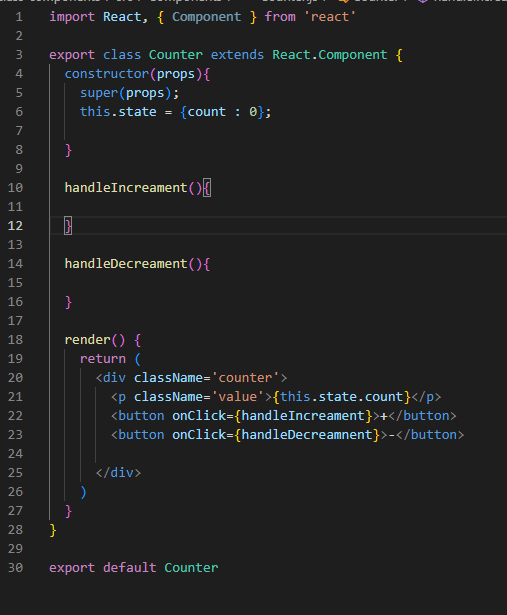 1 import React, { Component } from 'react'
2
3 export class Counter extends React.Component {
4 constructor(props){
5 super(props);
6 this.state = {count : 0};
7
8 }
9
10 handleIncreament(){
11
12 }
13
14 handleDecreament(){
15
16 }
17
18 render() {
19 return (
20 <div className='counter'>
21 <p className='value'>{this.state.count}</p>
22 <button onClick={handleIncreament}>+</button>
23 <button onClick={handleDecreamnent}>-</button>
24
25 </div>
26 )
27 }
28 }
29
30 export default Counter